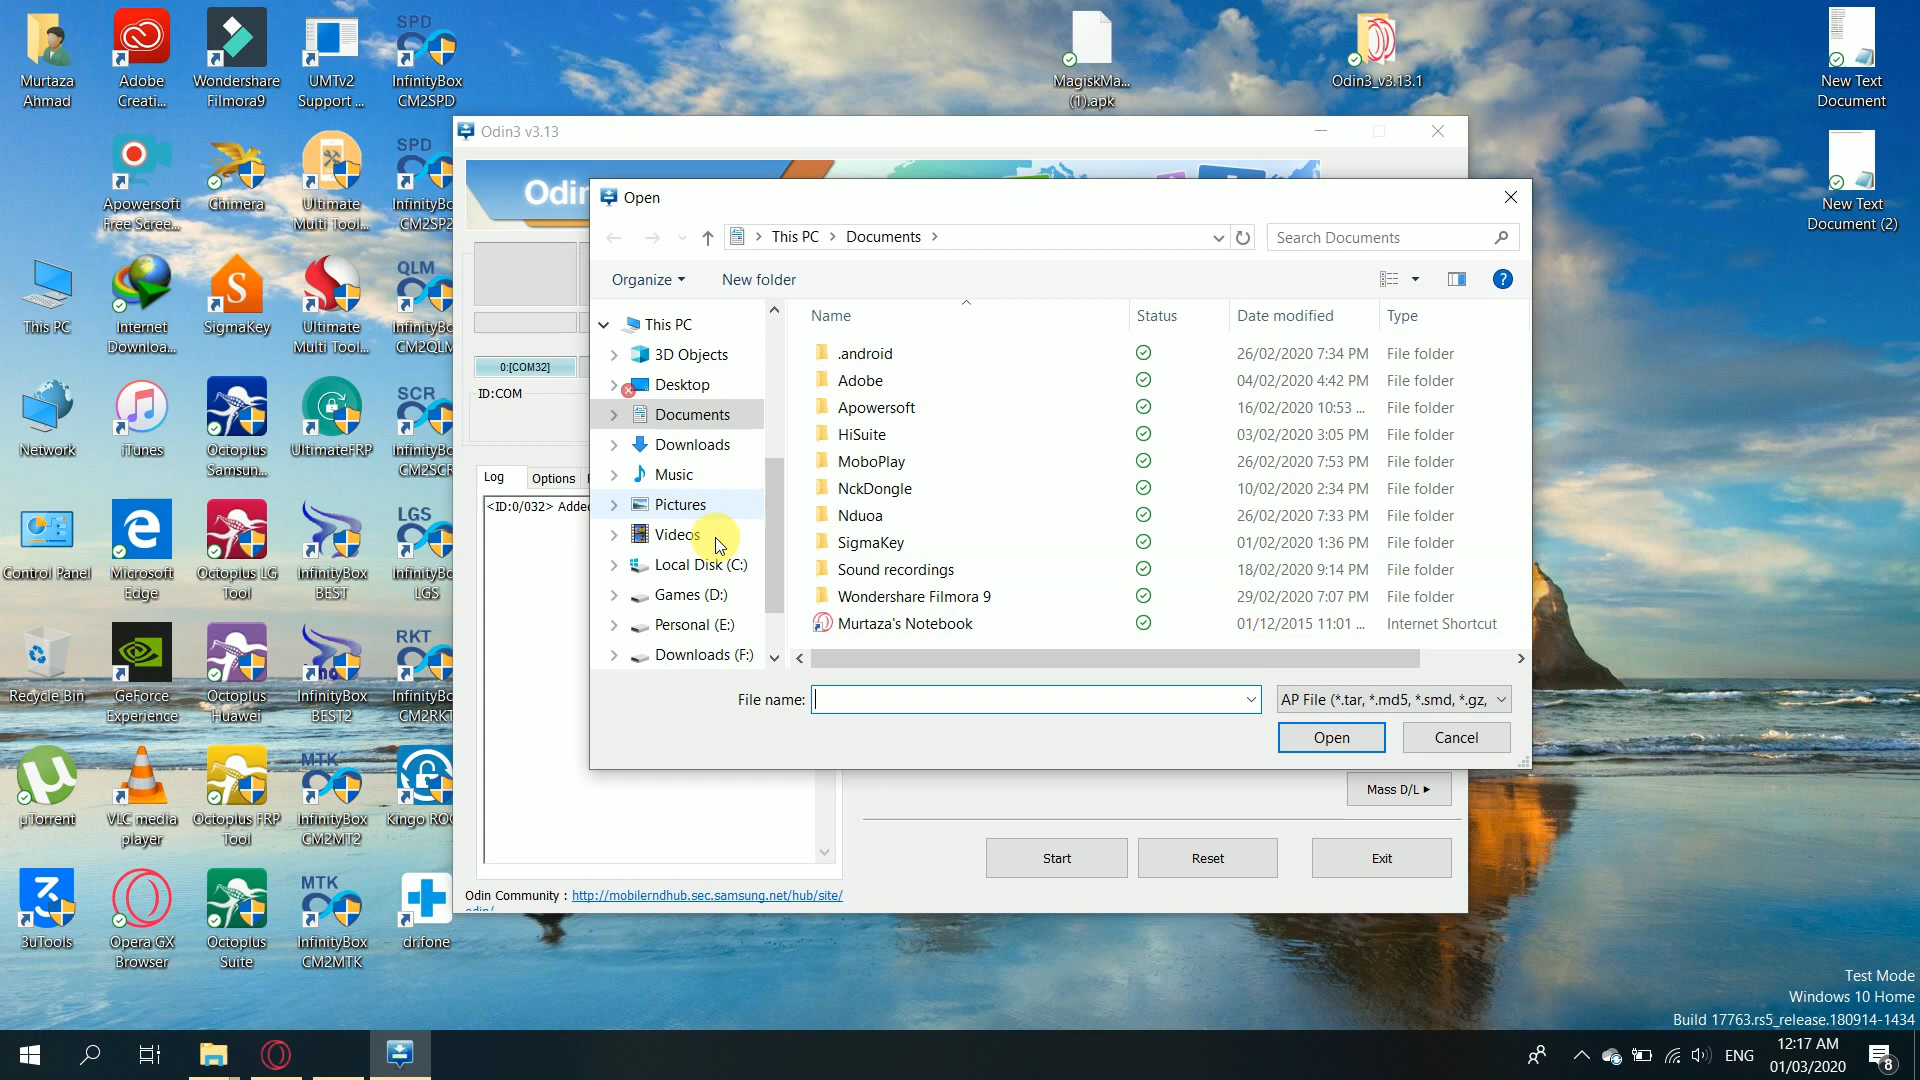 Murtaza
Ahmad
Adobe
Creati...
Wondershare
Filmora9
UMTv2
Support ...
SPD
InfinityBox
CM2SPD
MagiskMa...
(1).apk
Odin3_v3.13.1
New Text
Document
Apowersoft
Free Scree...
Chimera
Ultimate
Multi Tool...
SPD
InfinityBo
CM2SP2
New Text
Document (2)
This PC
Internet
Downloa...
SigmaKey
Ultimate
Multi Tool...
QLM
InfinityBo
CM2QLM
Network
iTunes
Octoplus
Samsun...
UltimateFRP
SCR
InfinityBo
CM2SCR
Control Panel
Microsoft
Edge
Octoplus LG
Tool
InfinityBox
BEST
LGS
InfinityBo
LGS
Recycle Bin
GeForce
Experience
Octoplus
Huawei
InfinityBox
BEST2
RKT
InfinityBo
CM2RKT
µTorrent
VLC media
player
Octoplus FRP
Tool
MTK
InfinityBox
CM2MT2
Kingo ROO
3uTools
Opera GX
Browser
Octoplus
Suite
MTK
InfinityBox
CM2MTK
dr.fone
Odin3 v3.13
Odin
0:[COM32]
ID:COM
Log
Options
<ID:0/032> Added
Mass D/L
Start
Reset
Exit
Odin Community : http://mobilerndhub.sec.samsung.net/hub/site/
odin/
Open
This PC > Documents >
Search Documents
Organize
New folder
This PC
3D Objects
Desktop
Documents
Downloads
Music
Pictures
Videos
Local Disk (C:)
Games (D:)
Personal (E:)
Downloads (F:)
Name Status Date modified Type
.android 26/02/2020 7:34 PM File folder
Adobe 04/02/2020 4:42 PM File folder
Apowersoft 16/02/2020 10:53 ... File folder
HiSuite 03/02/2020 3:05 PM File folder
MoboPlay 26/02/2020 7:53 PM File folder
NckDongle 10/02/2020 2:34 PM File folder
Nduoa 26/02/2020 7:33 PM File folder
SigmaKey 01/02/2020 1:36 PM File folder
Sound recordings 18/02/2020 9:14 PM File folder
Wondershare Filmora 9 29/02/2020 7:07 PM File folder
Murtaza's Notebook 01/12/2015 11:01 ... Internet Shortcut
File name:
AP File (*.tar, *.md5, *.smd, *.gz,
Open
Cancel
Test Mode
Windows 10 Home
Build 17763.rs5_release.180914-1434
ENG
12:17 AM
01/03/2020
8